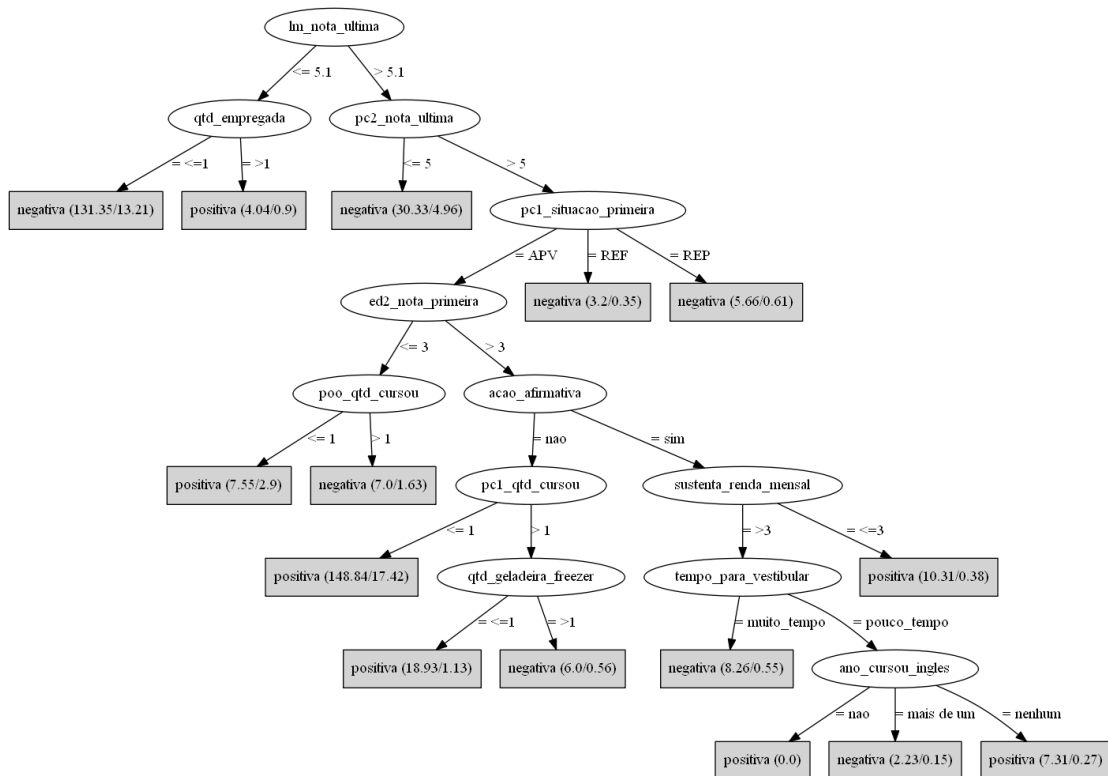 lm_nota_ultima
<= 5.1
> 5.1
qtd_empregada
pc2_nota_ultima
= <=1
= >1
<= 5
> 5
negativa (131.35/13.21)
positiva (4.04/0.9)
negativa (30.33/4.96)
pc1_situacao_primeira
= APV
= REF
= REP
ed2_nota_primeira
negativa (3.2/0.35)
negativa (5.66/0.61)
<= 3
> 3
poo_qtd_cursou
acao_afirmativa
<= 1
> 1
= nao
= sim
positiva (7.55/2.9)
negativa (7.0/1.63)
pc1_qtd_cursou
sustenta_renda_mensal
<= 1
> 1
= >3
= <=3
positiva (148.84/17.42)
qtd_geladeira_freezer
tempo_para_vestibular
positiva (10.31/0.38)
= <=1
= >1
= muito_tempo
= pouco_tempo
positiva (18.93/1.13)
negativa (6.0/0.56)
negativa (8.26/0.55)
ano_cursou_ingles
= nao
= mais de um
= nenhum
positiva (0.0)
negativa (2.23/0.15)
positiva (7.31/0.27)